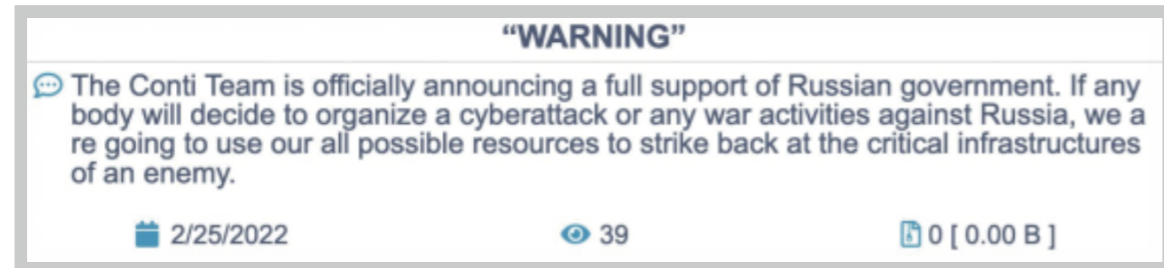 “WARNING”
The Conti Team is officially announcing a full support of Russian government. If any
body will decide to organize a cyberattack or any war activities against Russia, we a
re going to use our all possible resources to strike back at the critical infrastructures
of an enemy.
2/25/2022 39 0 [ 0.00 B ]